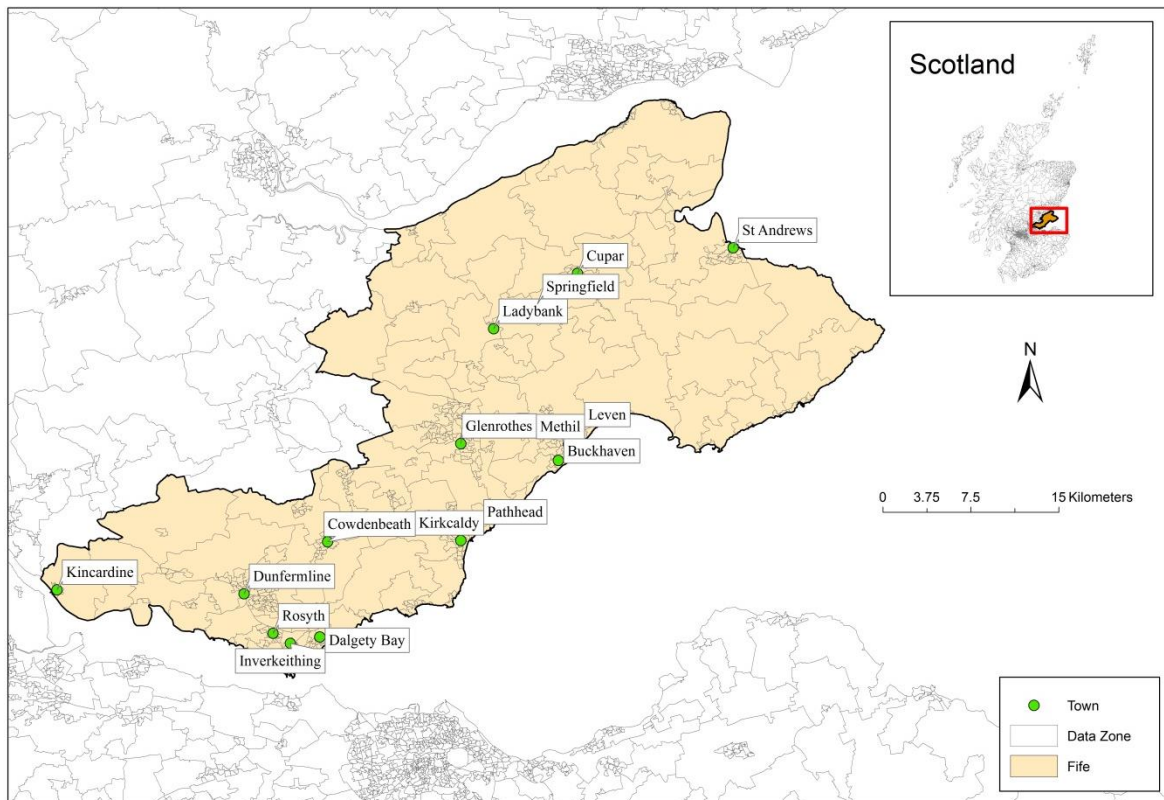 Scotland
St Andrews
Cupar
Springfield
Ladybank
N
Leven
Glenrothes
Methil
Buckhaven
0 3.75 7.5 15 Kilometers
Pathhead
Cowdenbeath
Kirkcaldy
Kincardine
Dunfermline
Rosyth
Dalgety Bay
Inverkeithing
Town
Data Zone
Fife